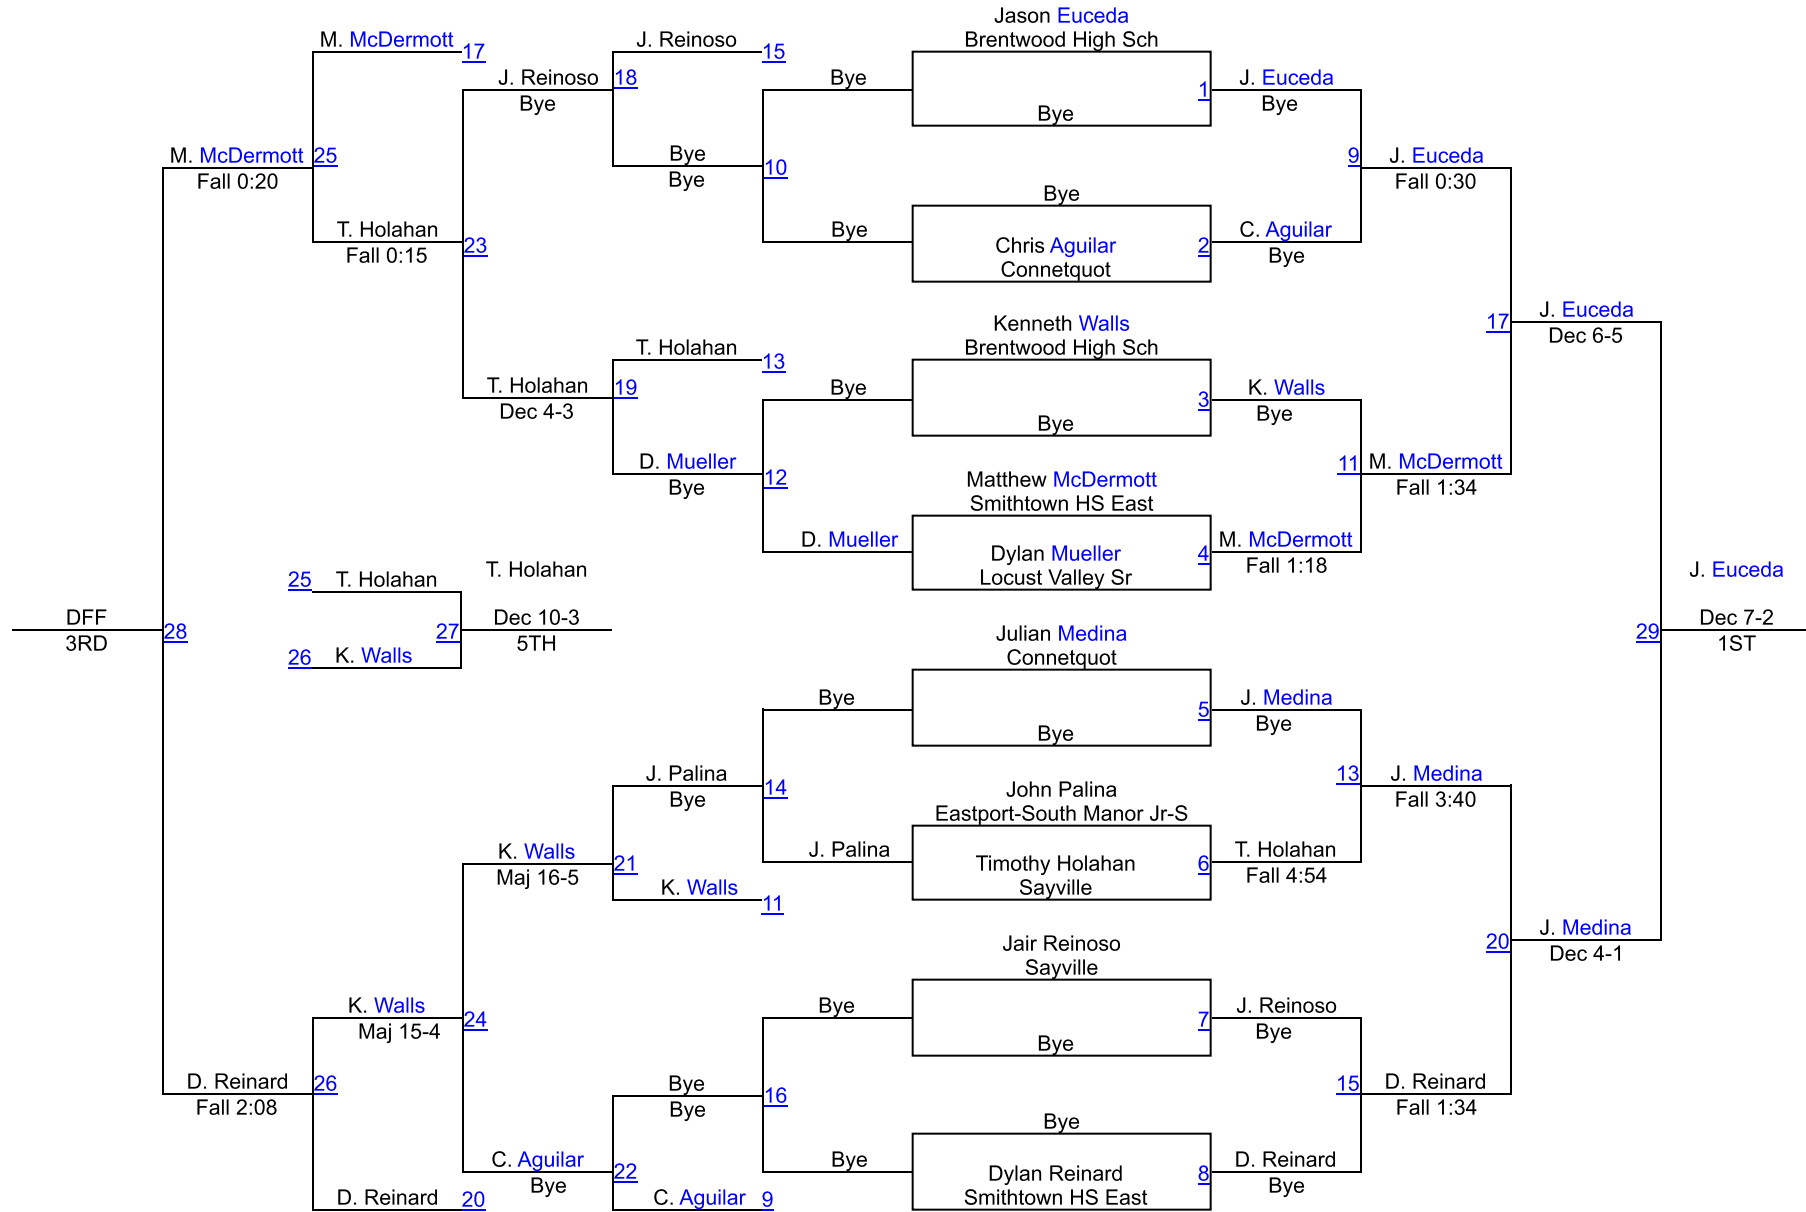 Jason Euceda
Brentwood High Sch
M. McDermott
17
J. Reinoso
15
J. Reinoso
18
Bye
Bye
1
J. Euceda
Bye
Bye
M. McDermott
25
Fall 0:20
Bye
10
Bye
9
J. Euceda
Fall 0:30
Bye
T. Holahan
23
Fall 0:15
Bye
Chris Aguilar
2
Connetquot
C. Aguilar
Bye
Kenneth Walls
Brentwood High Sch
17
J. Euceda
Dec 6-5
T. Holahan
13
T. Holahan
19
Dec 4-3
Bye
3
Bye
K. Walls
Bye
D. Mueller
12
Bye
11
M. McDermott
Fall 1:34
Matthew McDermott
Smithtown HS East
D. Mueller
Dylan Mueller
4
Locust Valley Sr
M. McDermott
Fall 1:18
25
T. Holahan
T. Holahan
J. Euceda
DFF
28
3RD
27
Dec 10-3
5TH
29
Dec 7-2
1ST
26
K. Walls
Julian Medina
Connetquot
Bye
5
Bye
J. Medina
Bye
J. Palina
14
Bye
13
J. Medina
Fall 3:40
John Palina
Eastport-South Manor Jr-S
K. Walls
21
Maj 16-5
J. Palina
Timothy Holahan
6
Sayville
T. Holahan
Fall 4:54
K. Walls
11
20
J. Medina
Dec 4-1
Jair Reinoso
Sayville
K. Walls
24
Maj 15-4
Bye
7
Bye
J. Reinoso
Bye
D. Reinard
26
Fall 2:08
Bye
16
Bye
15
D. Reinard
Fall 1:34
Bye
C. Aguilar
22
Bye
Bye
Dylan Reinard
8
Smithtown HS East
D. Reinard
Bye
D. Reinard
20
C. Aguilar
9